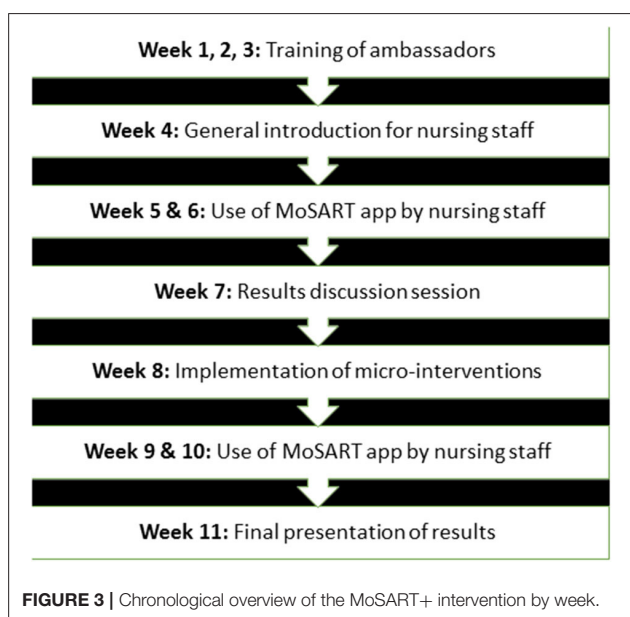 Week 1, 2, 3: Training of ambassadors
Week 4: General introduction for nursing staff
Week 5 & 6: Use of MoSART app by nursing staff
Week 7: Results discussion session
Week 8: Implementation of micro-interventions
Week 9 & 10: Use of MoSART app by nursing staff
Week 11: Final presentation of results
FIGURE 3 | Chronological overview of the MoSART+ intervention by week.